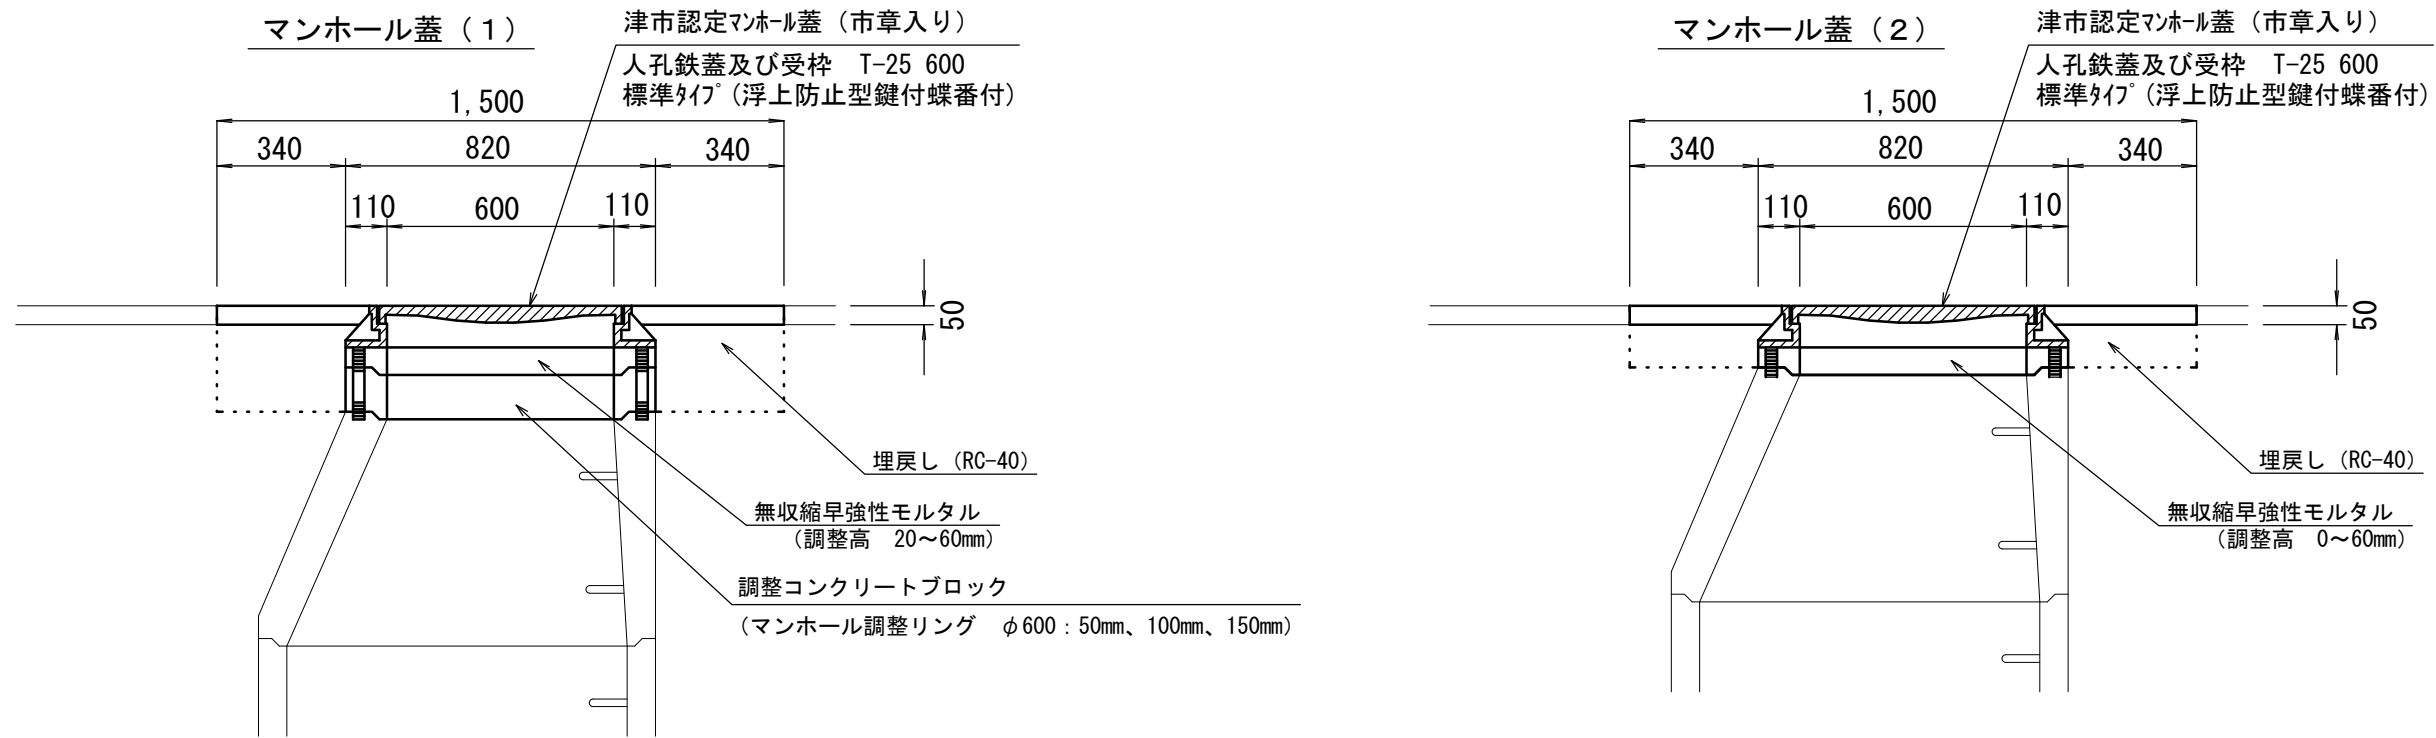 マンホール蓋（１）
津市認定ﾏﾝﾎｰﾙ蓋（市章入り）
人孔鉄蓋及び受枠　T-25 600
標準ﾀｲﾌﾟ(浮上防止型鍵付蝶番付)
1,500
340
820
340
110
600
110
50
埋戻し（RC-40）
無収縮早強性モルタル
（調整高　20～60mm）
調整コンクリートブロック
（マンホール調整リング　φ600：50mm、100mm、150mm）
マンホール蓋（２）
津市認定ﾏﾝﾎｰﾙ蓋（市章入り）
人孔鉄蓋及び受枠　T-25 600
標準ﾀｲﾌﾟ(浮上防止型鍵付蝶番付)
1,500
340
820
340
110
600
110
50
埋戻し（RC-40）
無収縮早強性モルタル
（調整高　0～60mm）